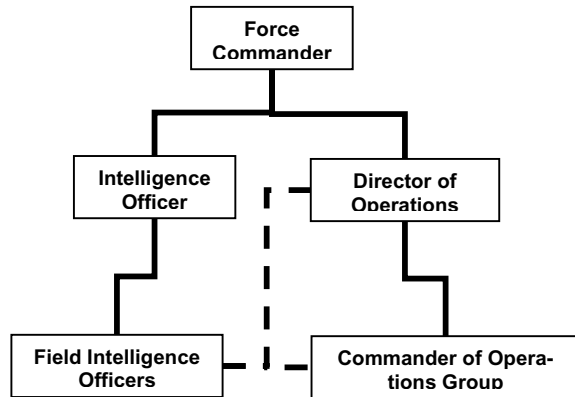 Force
Commander
Intelligence
Officer
Director of
Operations
Field Intelligence
Officers
Commander of Opera-
tions Group